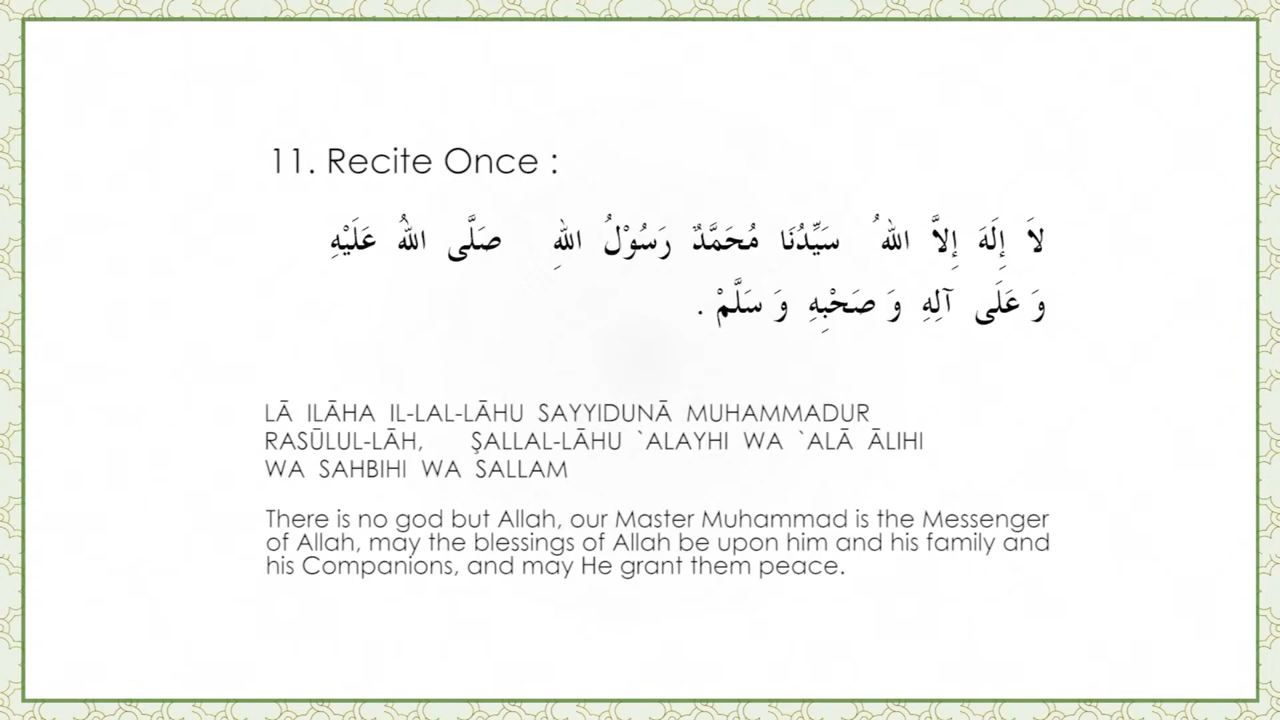 11. Recite Once :
لاَ إِلَهَ إِلاَّ اللهُ سَيِّدُنَا مُحَمَّدٌ رَسُوْلُ اللهِ صَلَّى اللهُ عَلَيْهِ
وَ عَلَى آلِهِ وَ صَحْبِهِ وَ سَلَّمْ .
LĀ ILĀHA IL-LAL-LĀHU SAYYIDUNĀ MUHAMMADUR
RASŪLUL-LĀH, ŞALLAL-LĀHU `ALAYHI WA `ALĀ ĀLIHI
WA SAHBIHI WA SALLAM
There is no god but Allah, our Master Muhammad is the Messenger
of Allah, may the blessings of Allah be upon him and his family and
his Companions, and may He grant them peace.